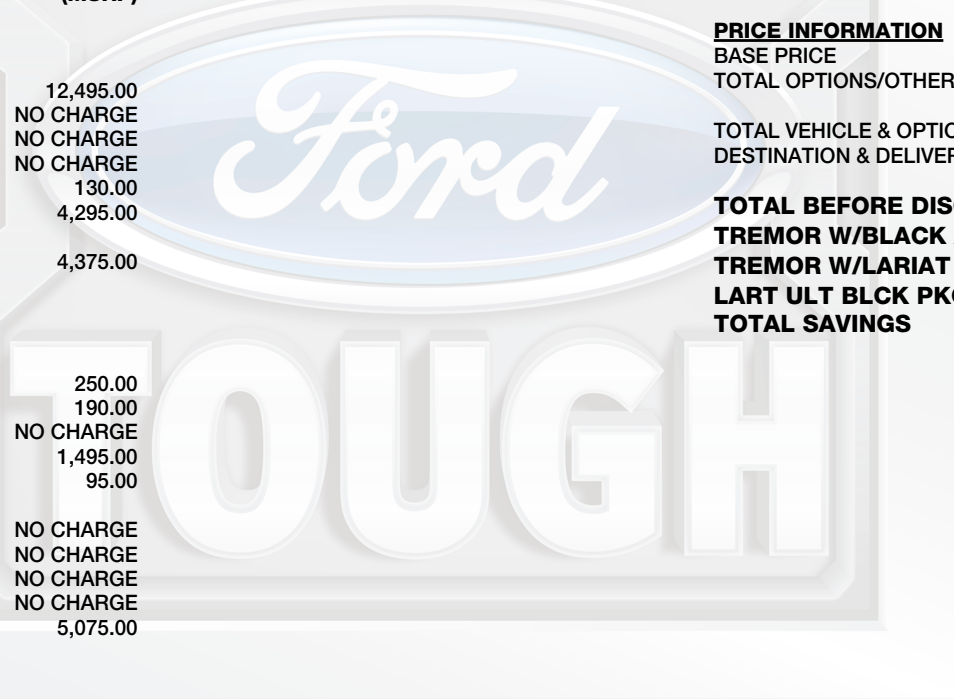 12,495.00
NO CHARGE
NO CHARGE
NO CHARGE
130.00
4,295.00
4,375.00
250.00
190.00
NO CHARGE
1,495.00
95.00
NO CHARGE
NO CHARGE
NO CHARGE
NO CHARGE
5,075.00
Ford
TOUGH
PRICE INFORMATION
BASE PRICE
TOTAL OPTIONS/OTHER
TOTAL VEHICLE & OPTIO
DESTINATION & DELIVER
TOTAL BEFORE DIS
TREMOR W/BLACK
TREMOR W/LARIAT
LART ULT BLCK PK
TOTAL SAVINGS